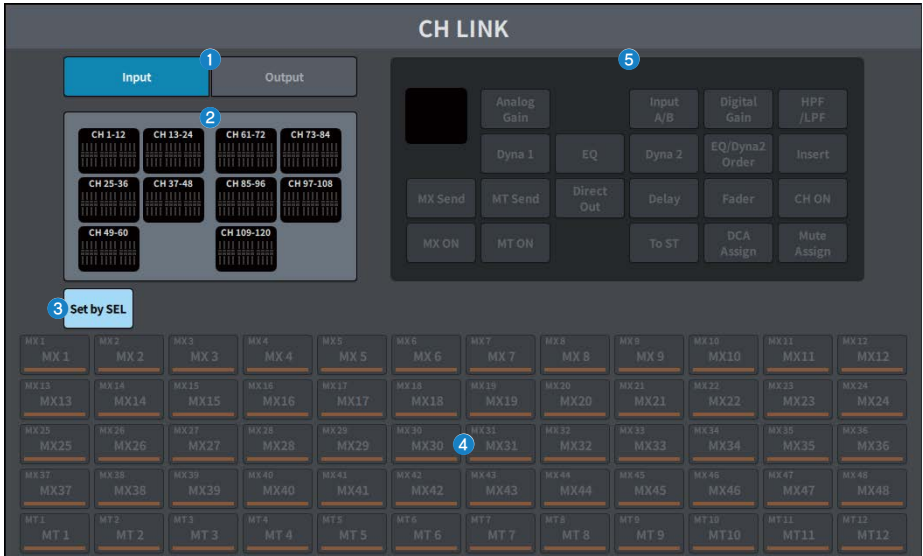 CH LINK
1
5
Input Output
2
CH 1-12 CH 13-24 CH 61-72 CH 73-84
CH 25-36 CH 37-48 CH 85-96 CH 97-108
CH 49-60 CH 109-120
Analog Gain Input A/B Digital Gain HPF /LPF
Dyna 1 EQ Dyna 2 EQ/Dyna2 Order Insert
MX Send MT Send Direct Out Delay Fader CH ON
MX ON MT ON To ST DCA Assign Mute Assign
3 Set by SEL
MX 1 MX 2 MX 3 MX 4 MX 5 MX 6 MX 7 MX 8 MX 9 MX 10 MX 11 MX 12
MX 1 MX 2 MX 3 MX 4 MX 5 MX 6 MX 7 MX 8 MX 9 MX10 MX11 MX12
MX 13 MX 14 MX 15 MX 16 MX 17 MX 18 MX 19 MX 20 MX 21 MX 22 MX 23 MX 24
MX13 MX14 MX15 MX16 MX17 MX18 MX19 MX20 MX21 MX22 MX23 MX24
MX 25 MX 26 MX 27 MX 28 MX 29 MX 30 MX 31 MX 32 MX 33 MX 34 MX 35 MX 36
MX25 MX26 MX27 MX28 MX29 MX30 4 MX31 MX32 MX33 MX34 MX35 MX36
MX 37 MX 38 MX 39 MX 40 MX 41 MX 42 MX 43 MX 44 MX 45 MX 46 MX 47 MX 48
MX37 MX38 MX39 MX40 MX41 MX42 MX43 MX44 MX45 MX46 MX47 MX48
MT 1 MT 2 MT 3 MT 4 MT 5 MT 6 MT 7 MT 8 MT 9 MT 10 MT 11 MT 12
MT 1 MT 2 MT 3 MT 4 MT 5 MT 6 MT 7 MT 8 MT 9 MT10 MT11 MT12